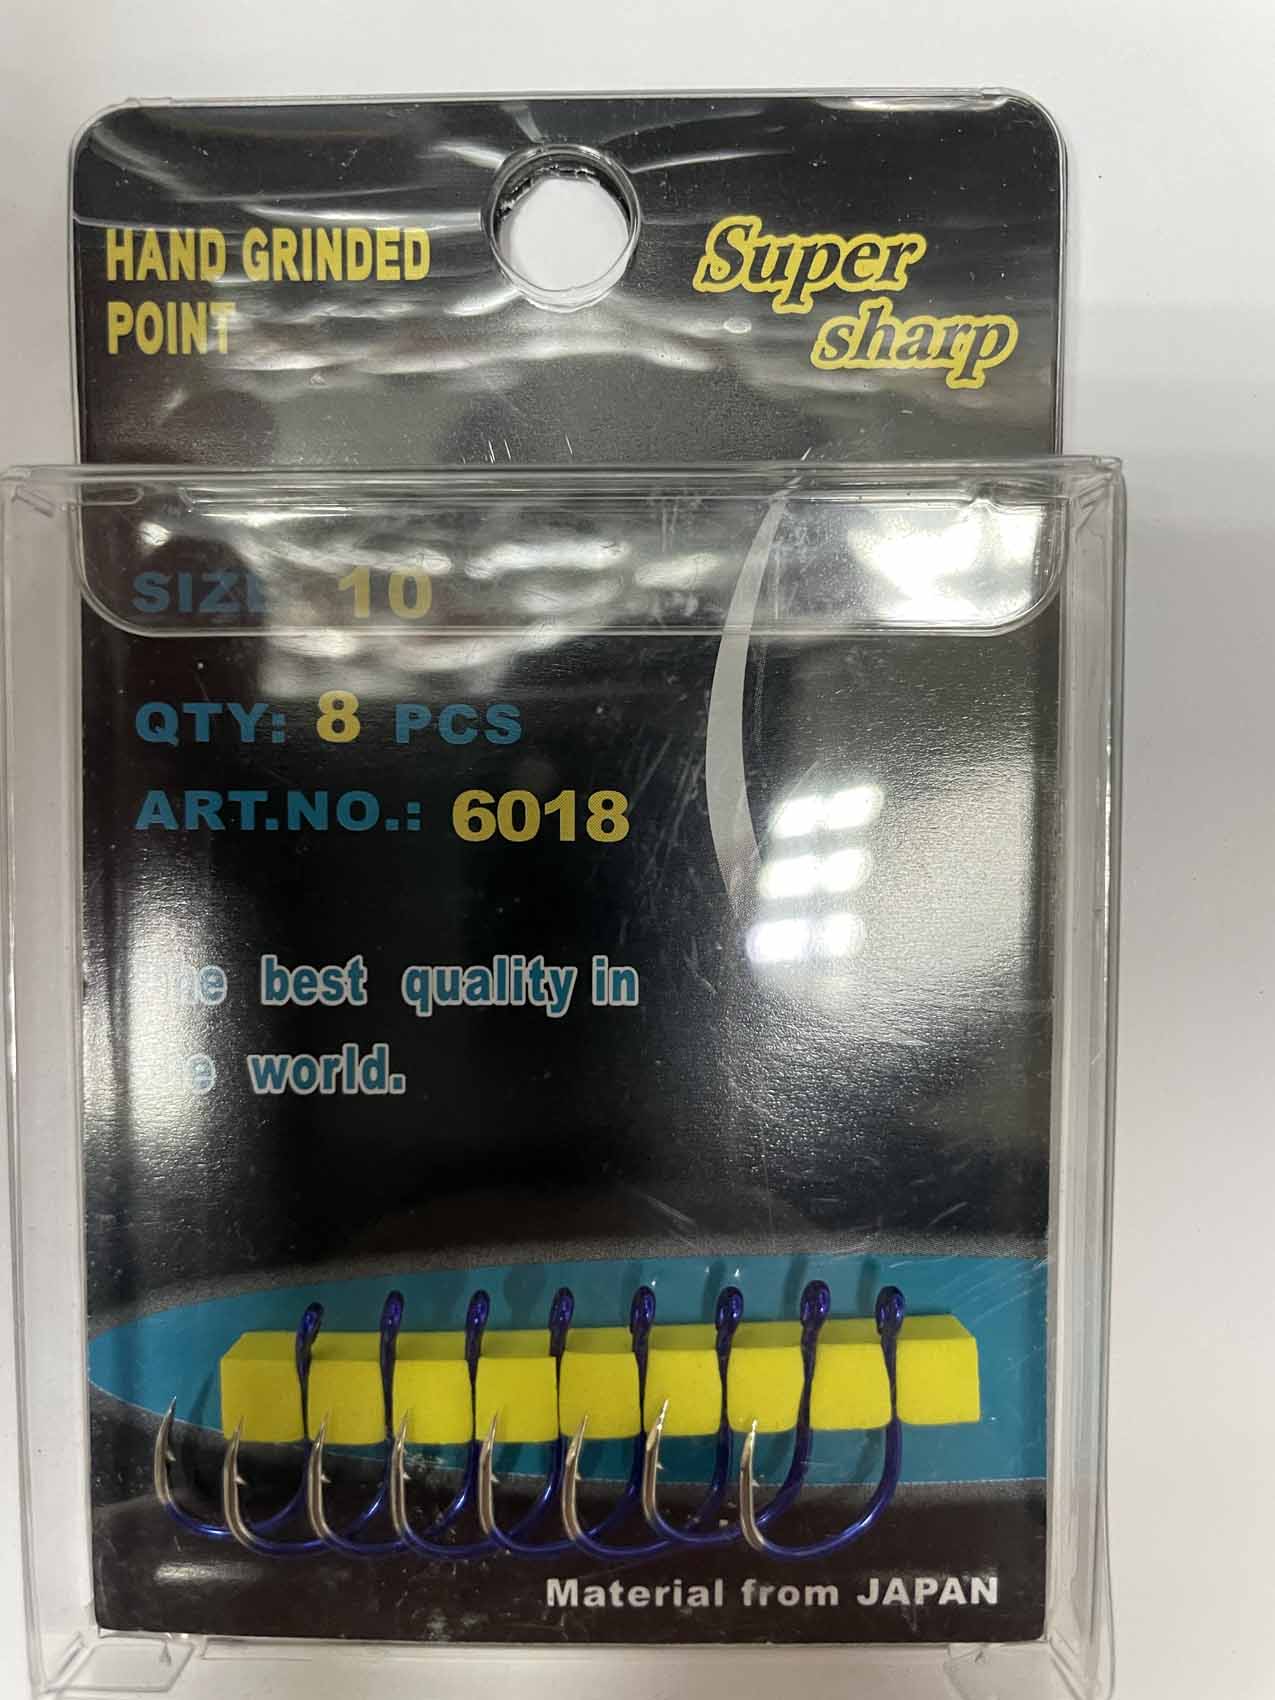 HAND GRINDED
POINT
Super
sharp
SIZE 10
QTY: 8 PCS
ART.NO.: 6018
best quality in
world.
Material from JAPAN